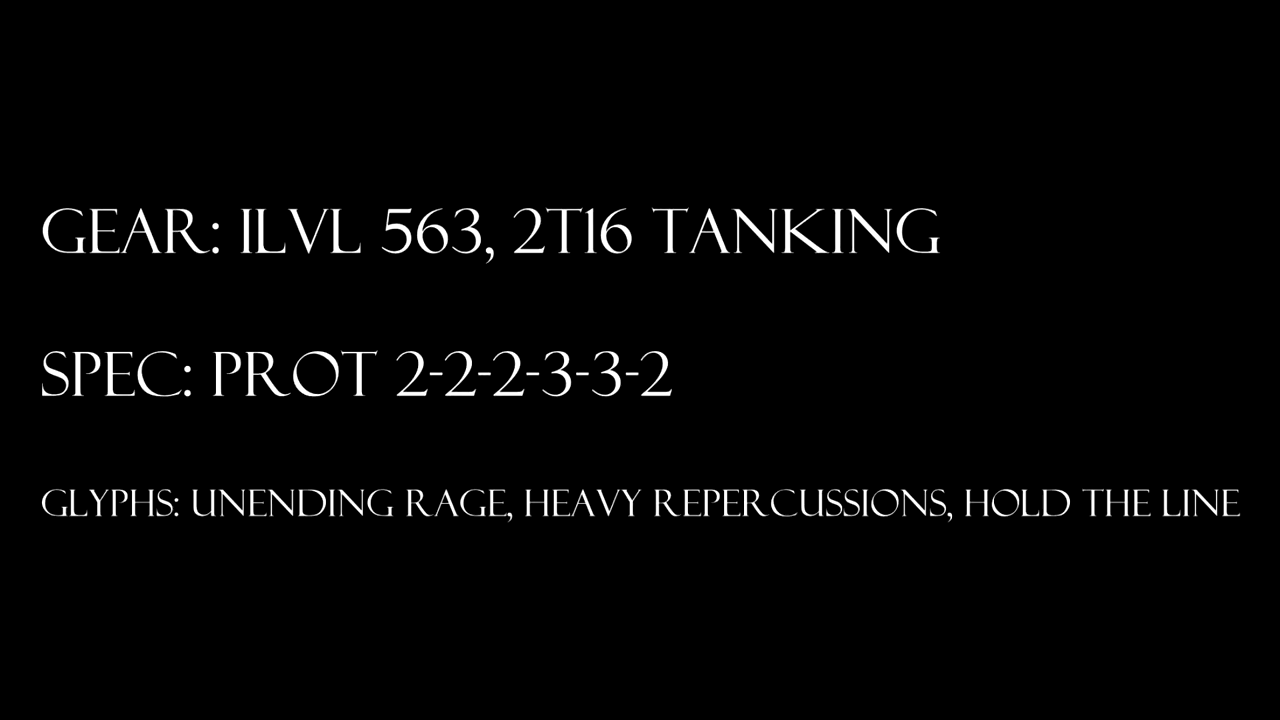 GEAR: ILVL 563, 2T16 TANKING
SPEC: PROT 2-2-2-3-3-2
GLYPHS: UNENDING RAGE, HEAVY REPERCUSSIONS, HOLD THE LINE